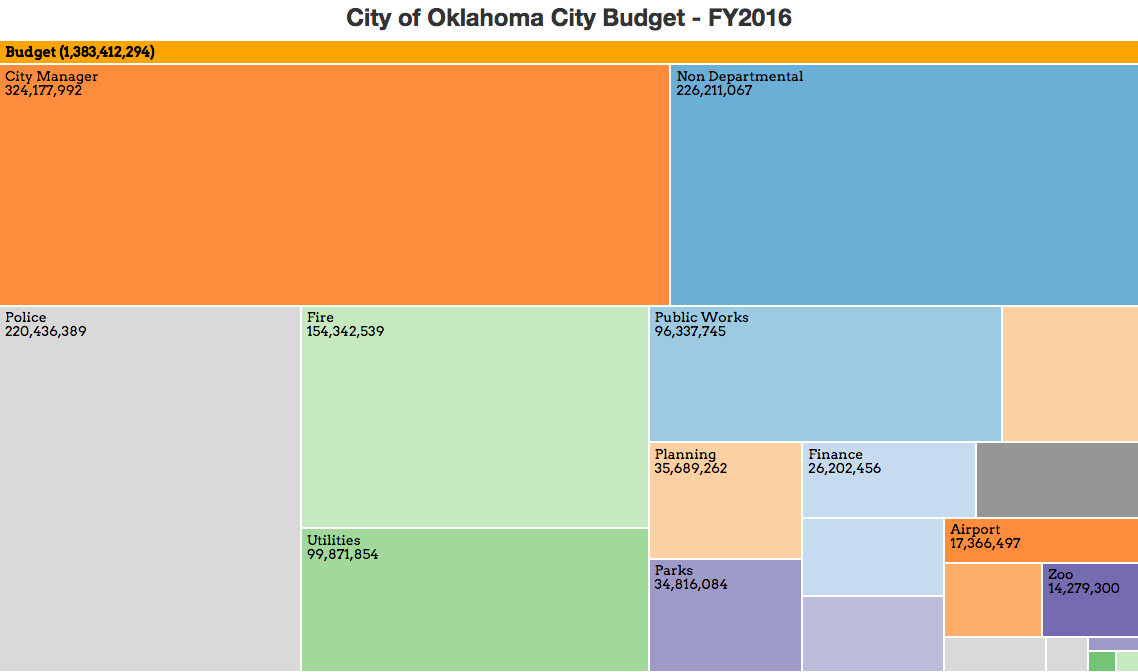 City of Oklahoma City Budget - FY2016
Budget (1,383,412,294)
City Manager
324,177,992
Non Departmental
226,211,067
Police
220,436,389
Fire
154,342,539
Public Works
96,337,745
Planning
35,689,262
Finance
26,202,456
Airport
17,366,497
Utilities
99,871,854
Parks
34,816,084
Zoo
14,279,300